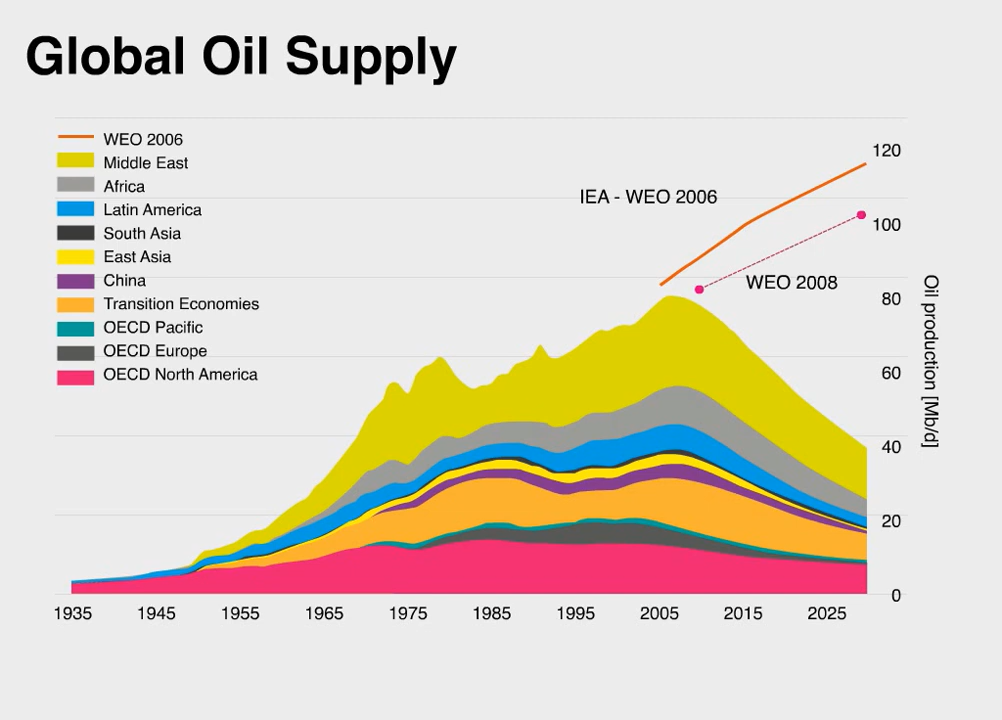 Global Oil Supply
WEO 2006
Middle East
Africa
Latin America
South Asia
East Asia
China
Transition Economies
OECD Pacific
OECD Europe
OECD North America
IEA - WEO 2006
WEO 2008
120
100
80
60
40
20
0
Oil production [Mb/d]
1935 1945 1955 1965 1975 1985 1995 2005 2015 2025